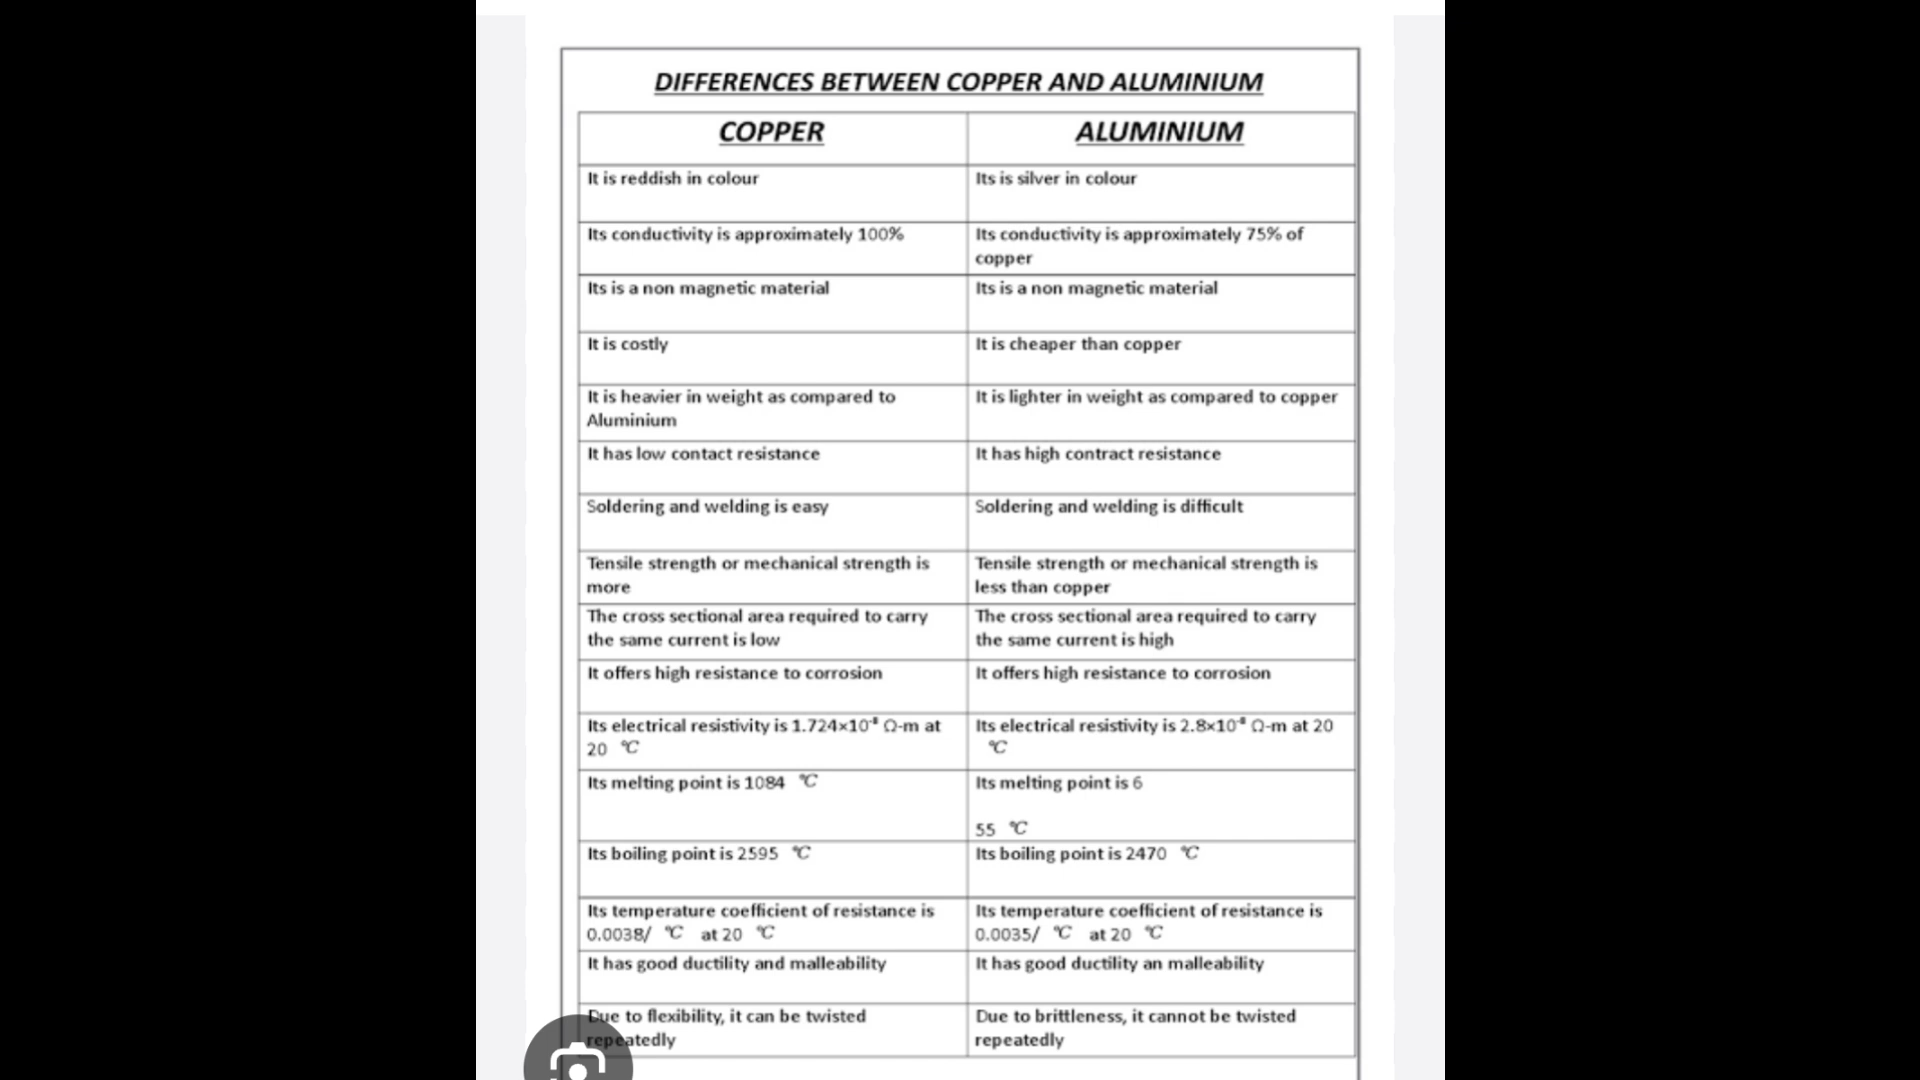 DIFFERENCES BETWEEN COPPER AND ALUMINIUM
COPPER
ALUMINIUM
It is reddish in colour
Its is silver in colour
Its conductivity is approximately 100%
Its conductivity is approximately 75% of
copper
Its is a non magnetic material
Its is a non magnetic material
It is costly
It is cheaper than copper
It is heavier in weight as compared to
Aluminium
It is lighter in weight as compared to copper
It has low contact resistance
It has high contract resistance
Soldering and welding is easy
Soldering and welding is difficult
Tensile strength or mechanical strength is
more
Tensile strength or mechanical strength is
less than copper
The cross sectional area required to carry
the same current is low
The cross sectional area required to carry
the same current is high
It offers high resistance to corrosion
It offers high resistance to corrosion
Its electrical resistivity is 1.724×10⁻⁸ Ω-m at
20 ℃
Its electrical resistivity is 2.8×10⁻⁸ Ω-m at 20
℃
Its melting point is 1084 ℃
Its melting point is 6
55 ℃
Its boiling point is 2595 ℃
Its boiling point is 2470 ℃
Its temperature coefficient of resistance is
0.0038/ ℃ at 20 ℃
Its temperature coefficient of resistance is
0.0035/ ℃ at 20 ℃
It has good ductility and malleability
It has good ductility an malleability
Due to flexibility, it can be twisted
repeatedly
Due to brittleness, it cannot be twisted
repeatedly